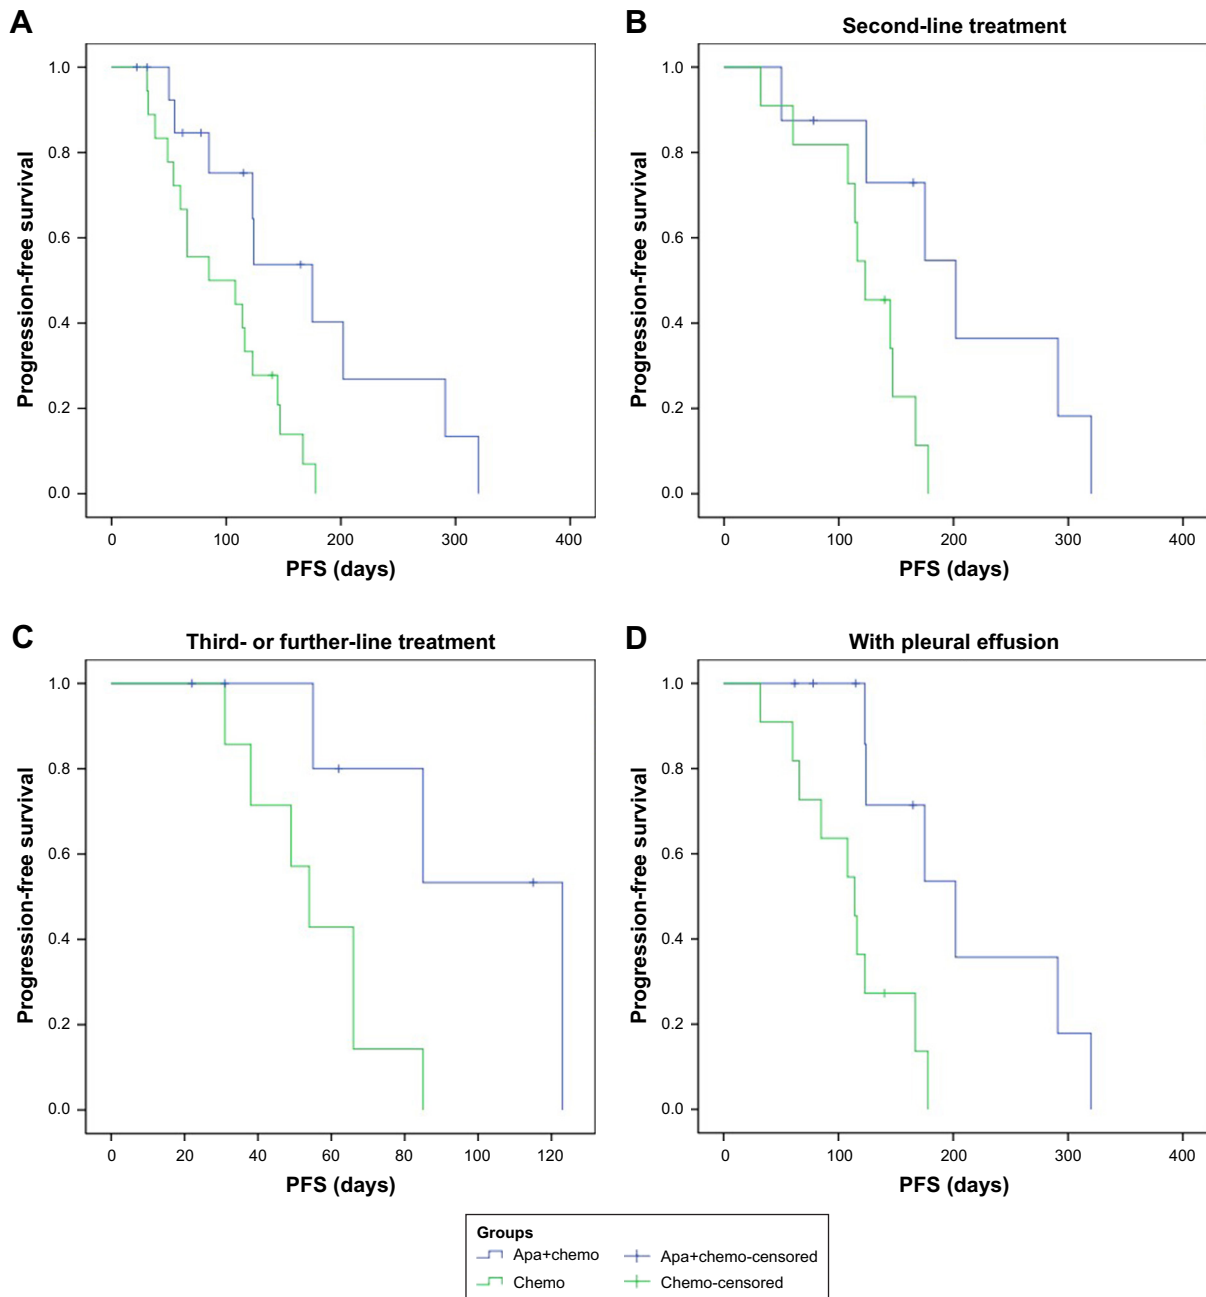 A
1.0
0.8
0.6
0.4
0.2
0.0
Progression-free survival
0 100 200 300 400
PFS (days)
B
Second-line treatment
1.0
0.8
0.6
0.4
0.2
0.0
Progression-free survival
0 100 200 300 400
PFS (days)
C
Third- or further-line treatment
1.0
0.8
0.6
0.4
0.2
0.0
Progression-free survival
0 20 40 60 80 100 120
PFS (days)
D
With pleural effusion
1.0
0.8
0.6
0.4
0.2
0.0
Progression-free survival
0 100 200 300 400
PFS (days)
Groups
Apa+chemo Apa+chemo-censored
Chemo Chemo-censored